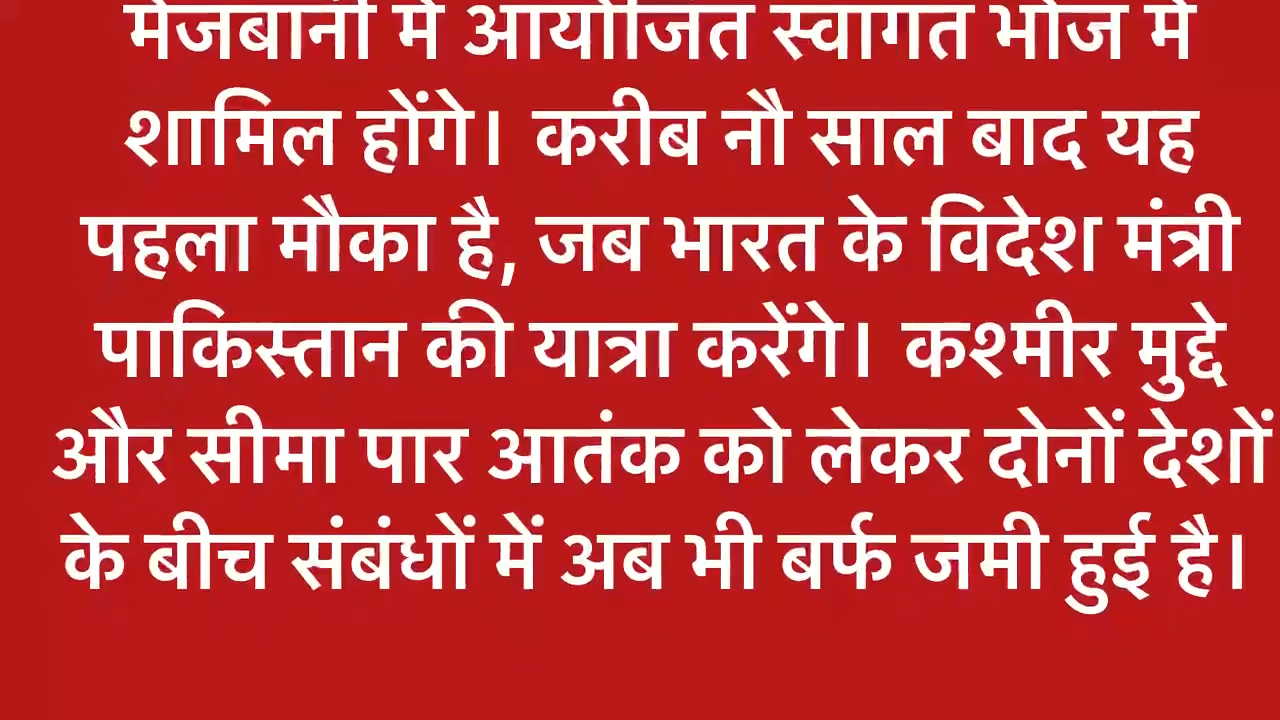 मेजबानी में आयोजित स्वागत भोज में
शामिल होंगे। करीब नौ साल बाद यह
पहला मौका है, जब भारत के विदेश मंत्री
पाकिस्तान की यात्रा करेंगे। कश्मीर मुद्दे
और सीमा पार आतंक को लेकर दोनों देशों
के बीच संबंधों में अब भी बर्फ जमी हुई है।